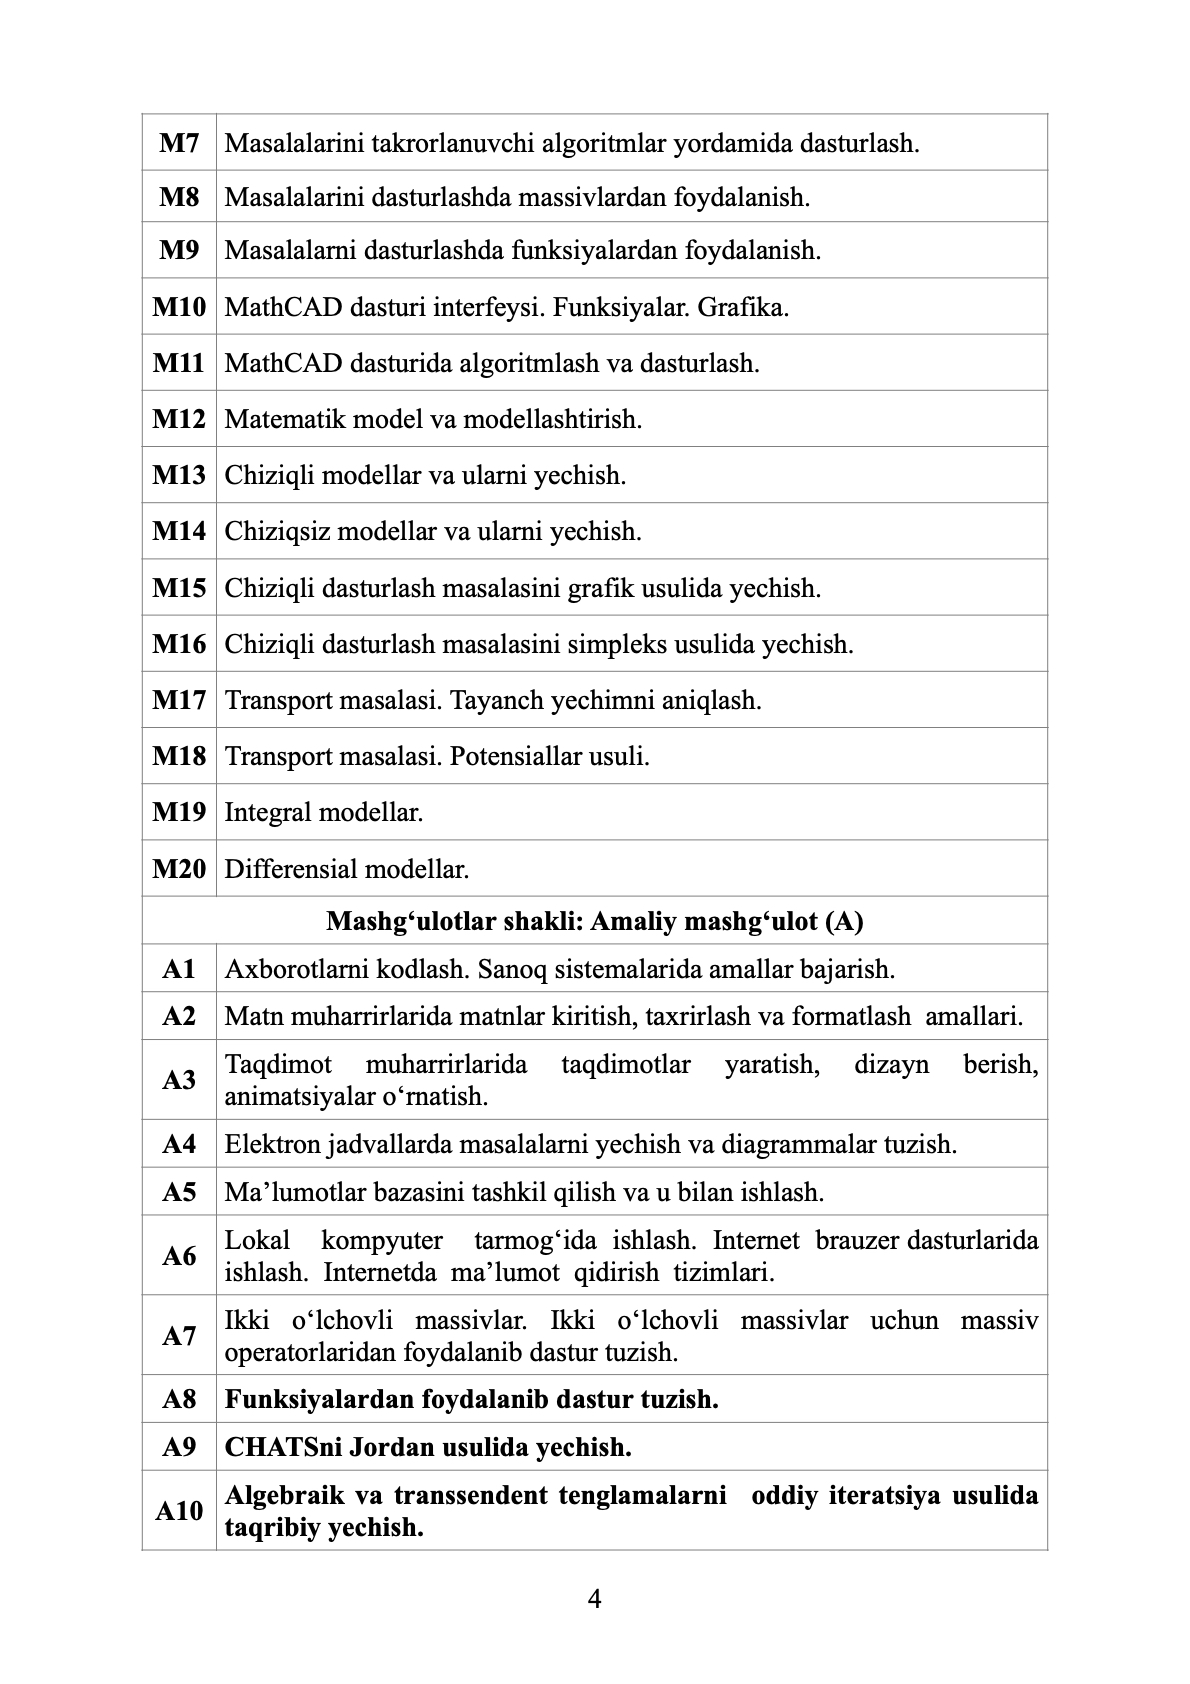 M7 Masalalarini takrorlanuvchi algoritmlar yordamida dasturlash.
M8 Masalalarini dasturlashda massivlardan foydalanish.
M9 Masalalarni dasturlashda funksiyalardan foydalanish.
M10 MathCAD dasturi interfeysi. Funksiyalar. Grafika.
M11 MathCAD dasturida algoritmlash va dasturlash.
M12 Matematik model va modellashtirish.
M13 Chiziqli modellar va ularni yechish.
M14 Chiziqsiz modellar va ularni yechish.
M15 Chiziqli dasturlash masalasini grafik usulida yechish.
M16 Chiziqli dasturlash masalasini simpleks usulida yechish.
M17 Transport masalasi. Tayanch yechimni aniqlash.
M18 Transport masalasi. Potensiallar usuli.
M19 Integral modellar.
M20 Differensial modellar.
Mashg‘ulotlar shakli: Amaliy mashg‘ulot (A)
A1 Axborotlarni kodlash. Sanoq sistemalarida amallar bajarish.
A2 Matn muharrirlarida matnlar kiritish, taxrirlash va formatlash amallari.
A3 Taqdimot muharrirlarida taqdimotlar yaratish, dizayn berish,
animatsiyalar o‘rnatish.
A4 Elektron jadvallarda masalalarni yechish va diagrammalar tuzish.
A5 Ma’lumotlar bazasini tashkil qilish va u bilan ishlash.
A6 Lokal kompyuter tarmog‘ida ishlash. Internet brauzer dasturlarida
ishlash. Internetda ma’lumot qidirish tizimlari.
A7 Ikki o‘lchovli massivlar. Ikki o‘lchovli massivlar uchun massiv
operatorlaridan foydalanib dastur tuzish.
A8 Funksiyalardan foydalanib dastur tuzish.
A9 CHATSni Jordan usulida yechish.
A10 Algebraik va transsendent tenglamalarni oddiy iteratsiya usulida
taqribiy yechish.
4